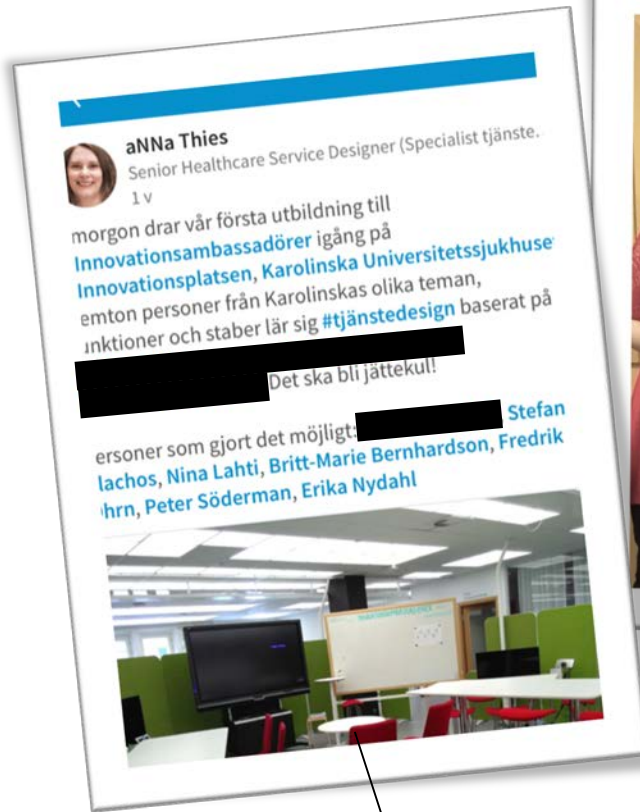 aNNa Thies
Senior Healthcare Service Designer (Specialist tjänste.
1 v
morgon drar vår första utbildning till
Innovationsambassadörer igång på
Innovationsplatsen, Karolinska Universitetssjukhuse
emton personer från Karolinskas olika teman,
nktioner och staber lär sig #tjänstedesign baserat på
Det ska bli jättekul!
ersoner som gjort det möjligt: Stefan
lachos, Nina Lahti, Britt-Marie Bernhardson, Fredrik
hrn, Peter Söderman, Erika Nydahl